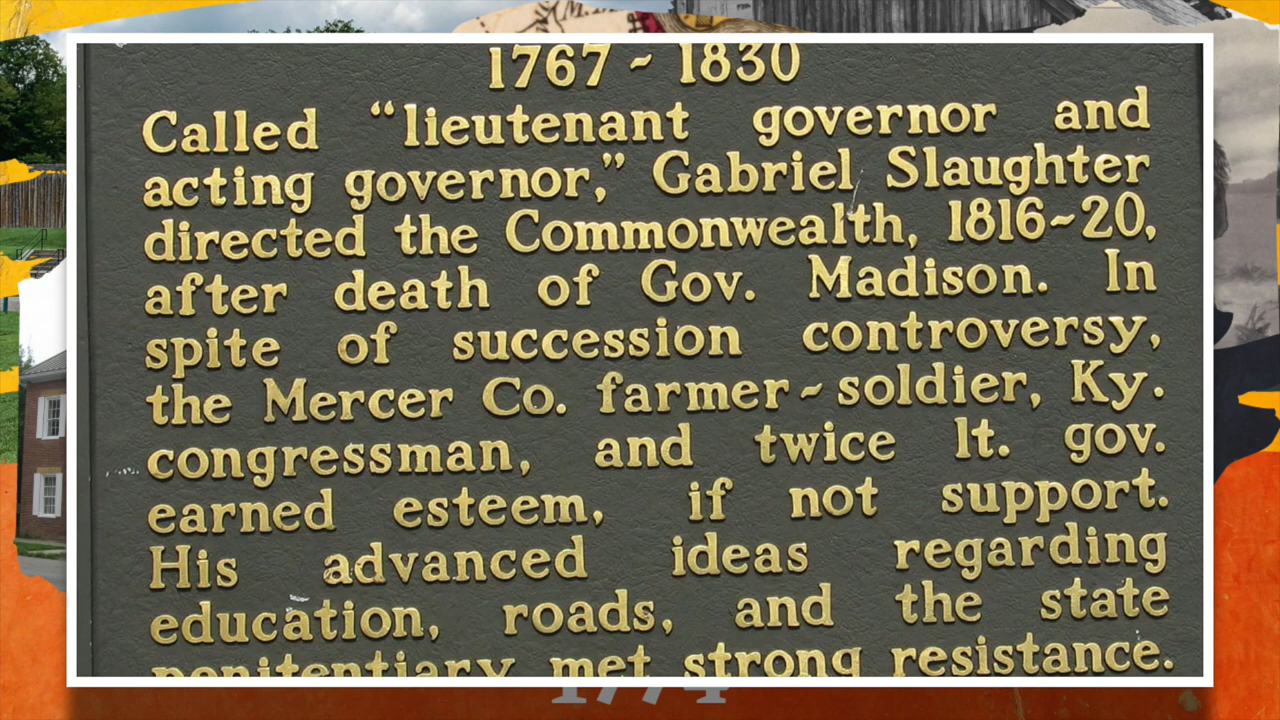 1767 ~ 1830
Called “lieutenant governor and
acting governor,” Gabriel Slaughter
directed the Commonwealth, 1816~20,
after death of Gov. Madison. In
spite of succession controversy,
the Mercer Co. farmer~soldier, Ky.
congressman, and twice lt. gov.
earned esteem, if not support.
His advanced ideas regarding
education, roads, and the state
penitentiary met strong resistance.
1774